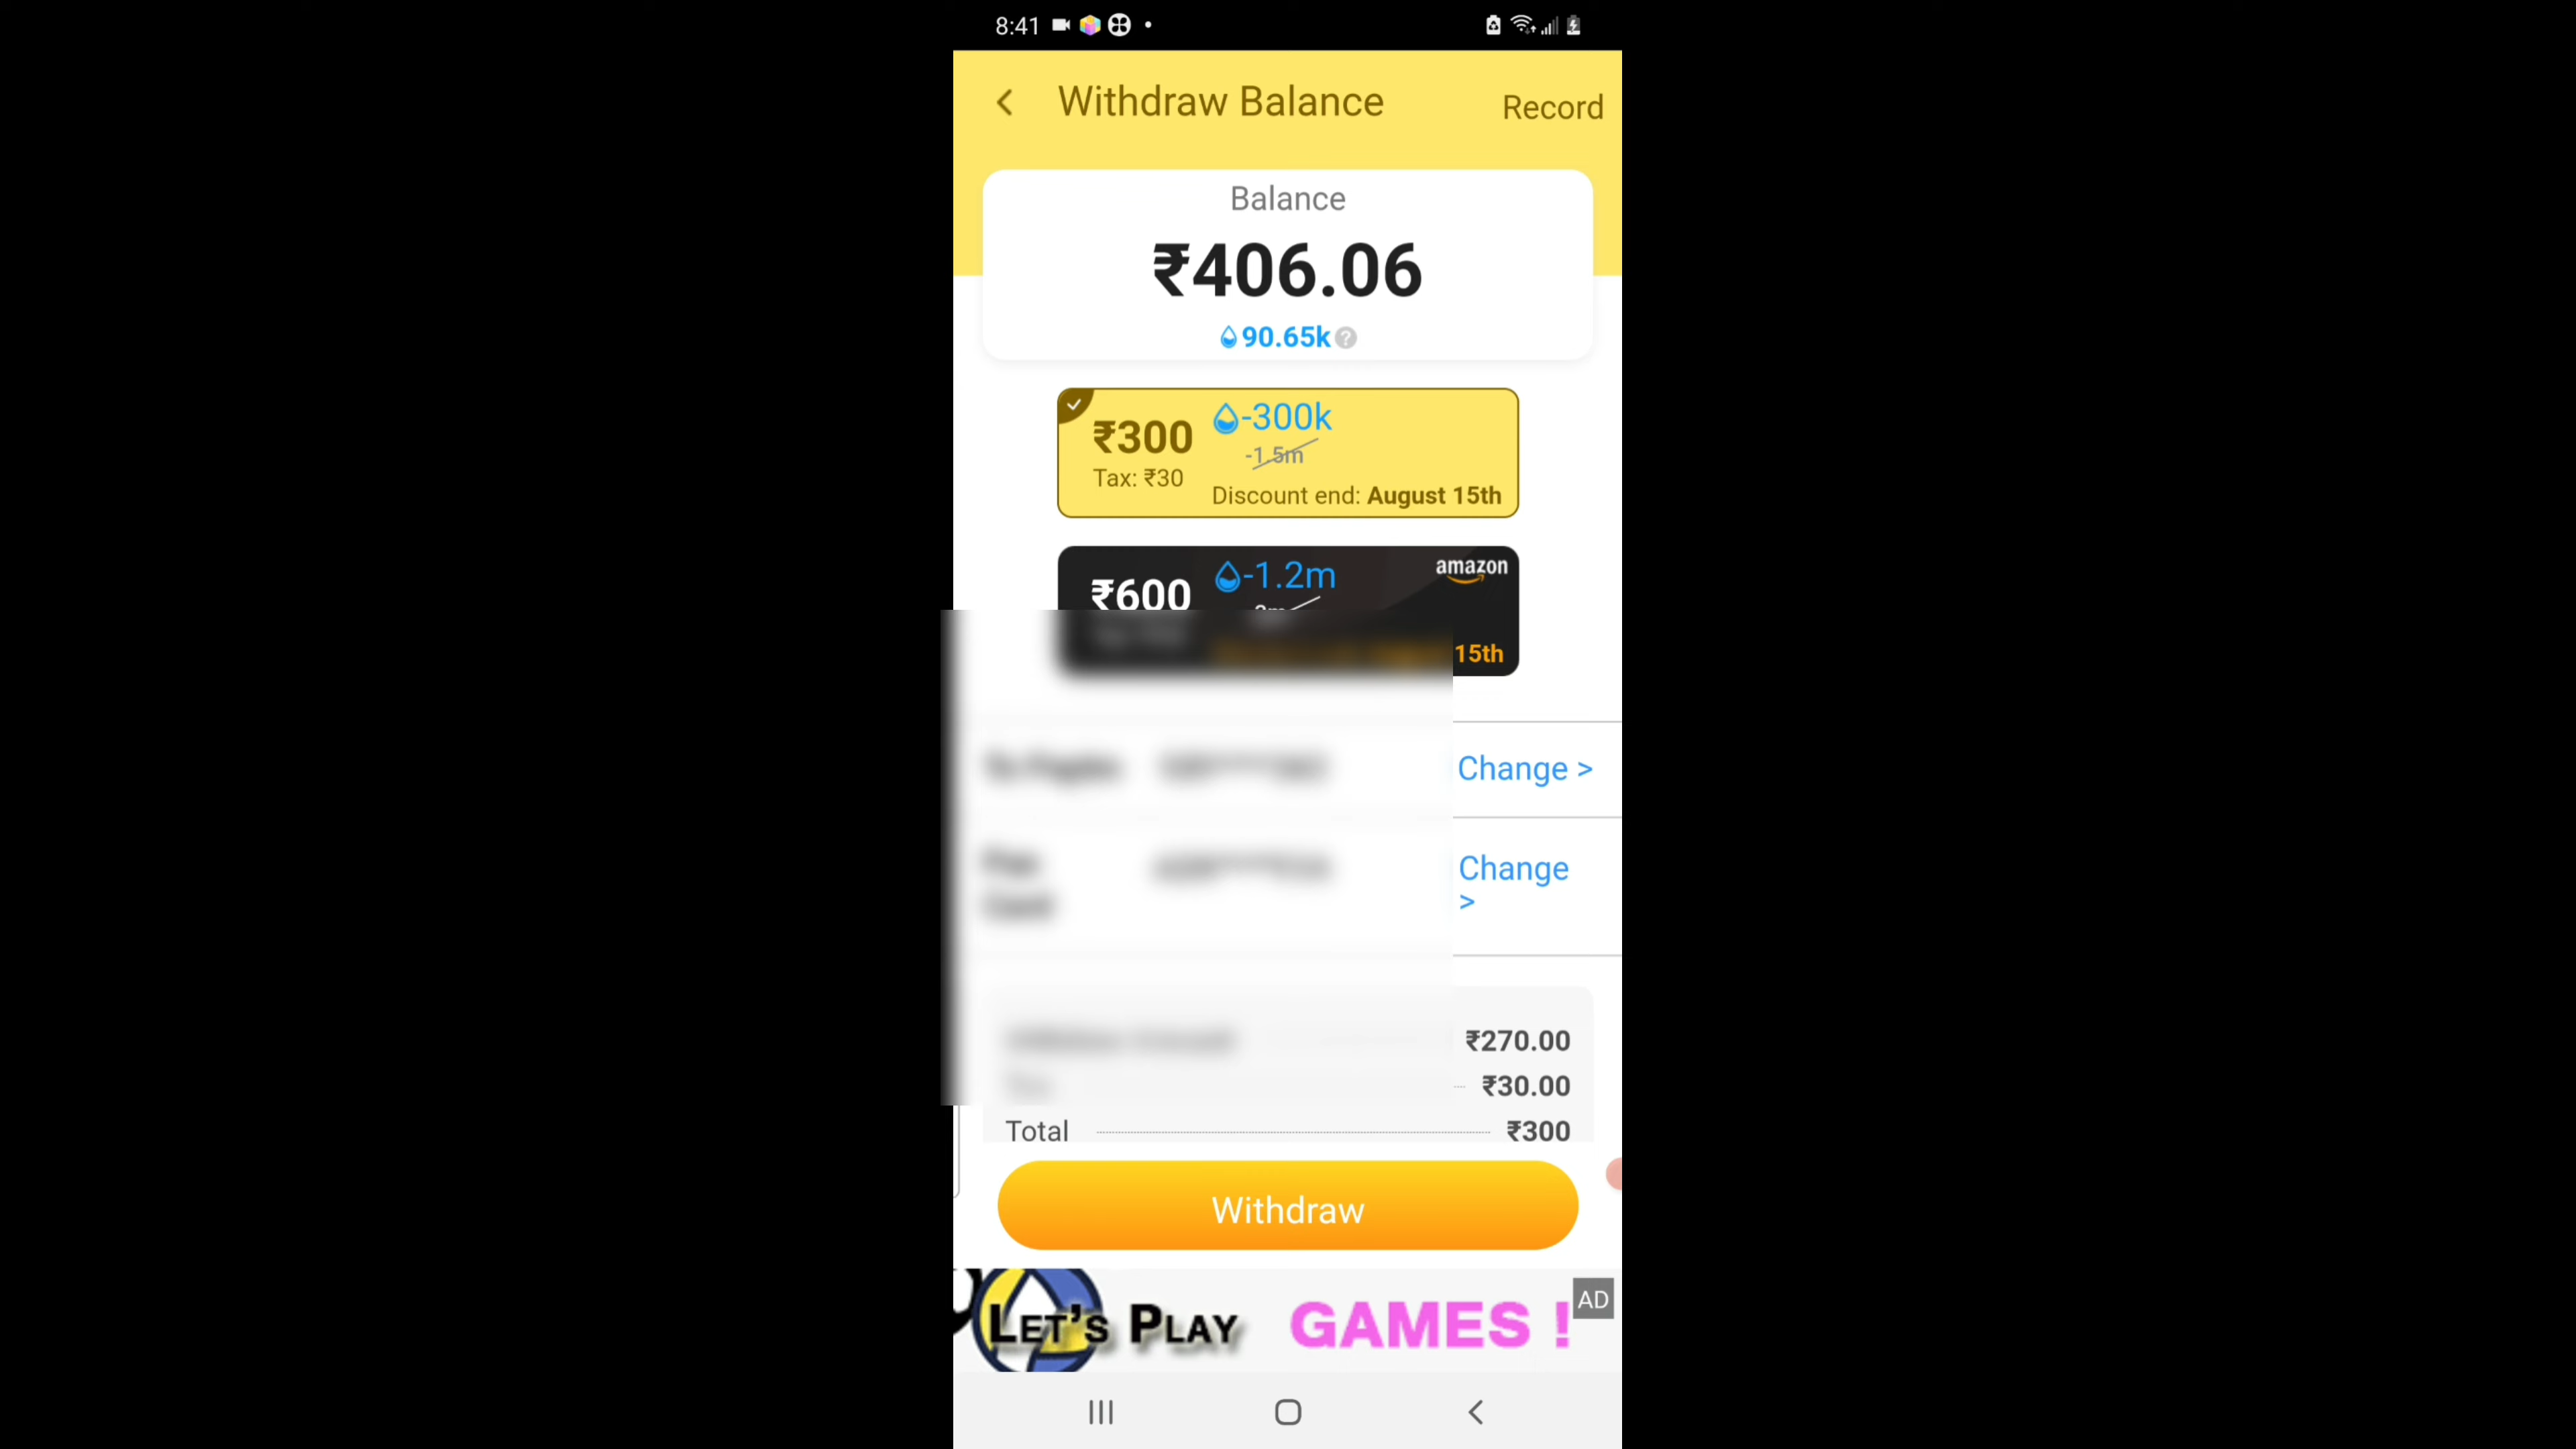 8:41
Withdraw Balance
Record
Balance
₹406.06
90.65k ?
₹300
-300k
-1.5m
Tax: ₹30
Discount end: August 15th
₹600
-1.2m
amazon
15th
Change >
Change
>
₹270.00
₹30.00
Total ₹300
Withdraw
LET'S PLAY GAMES !
AD